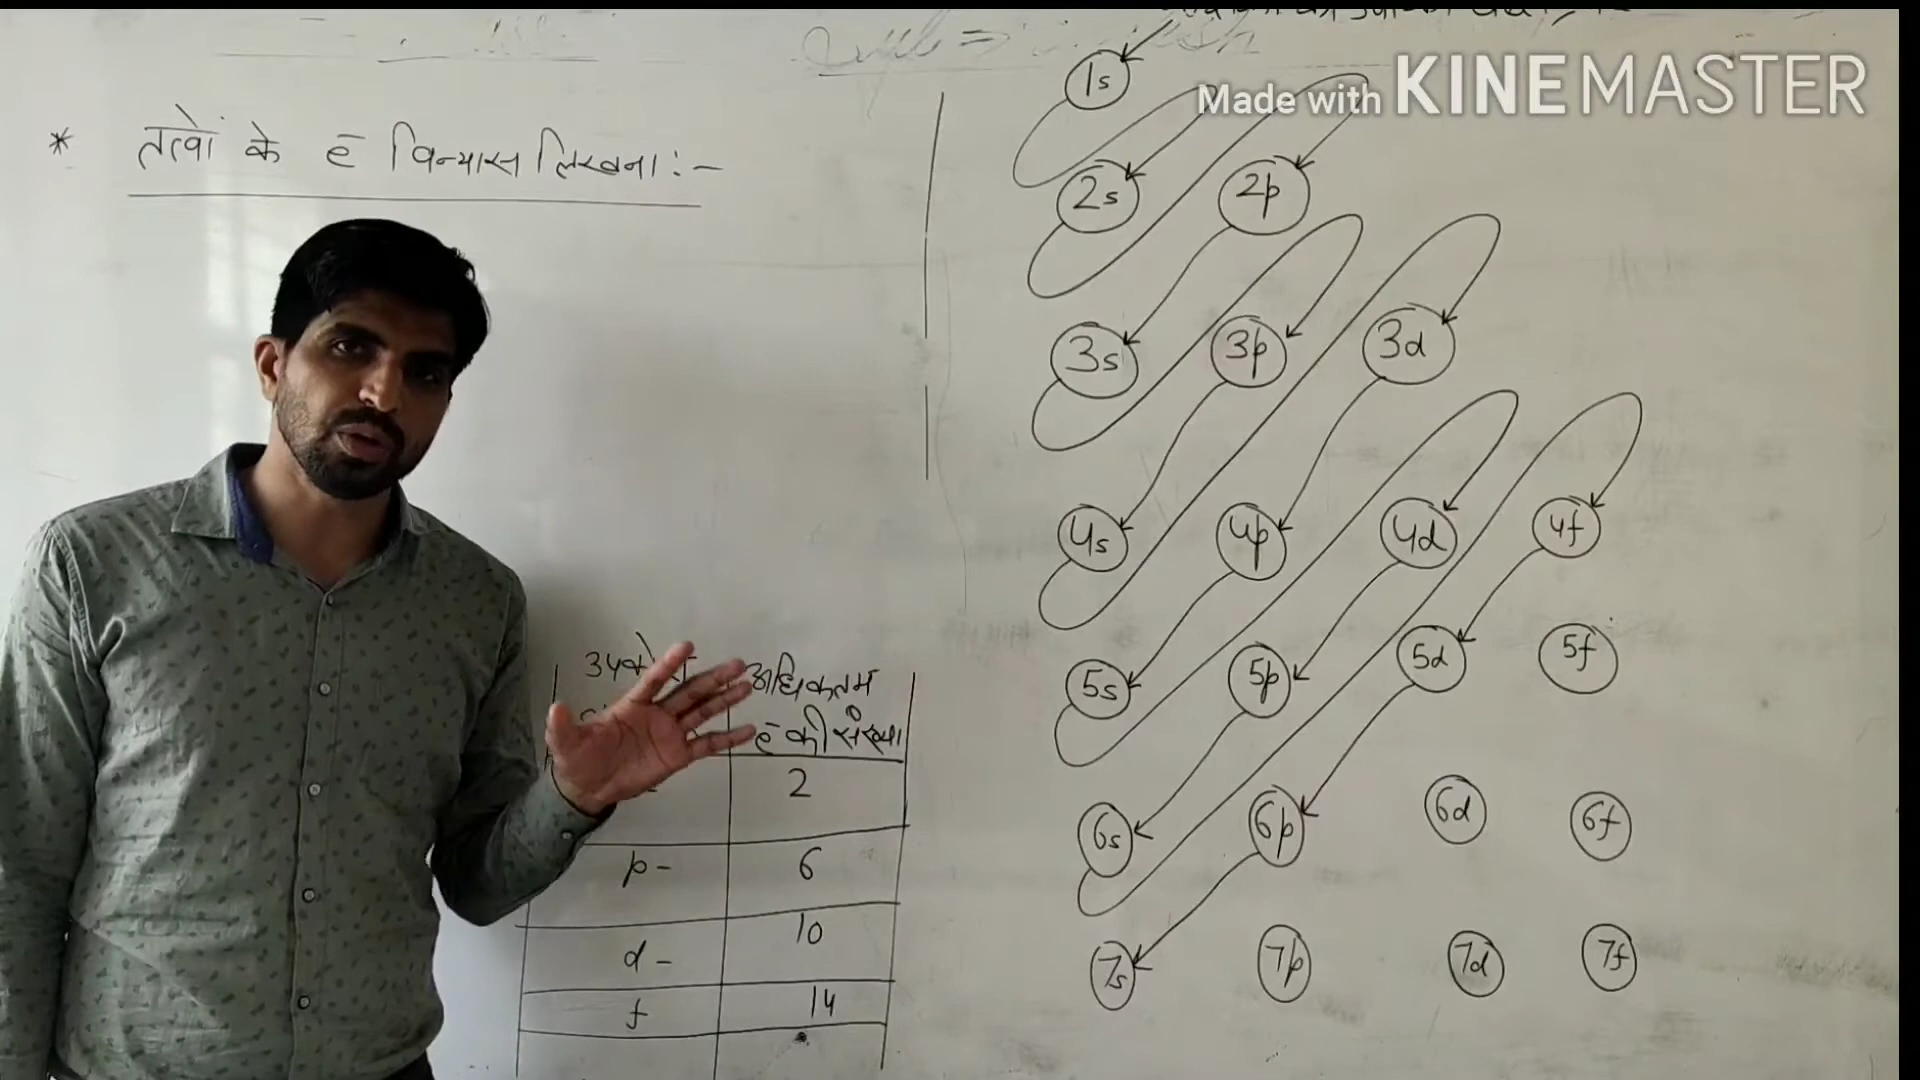 Made with KINEMASTER
* तत्वों के e̅ विन्यास लिखना :-
1s
2s 2p
3s 3p 3d
4s 4p 4d 4f
5s 5p 5d 5f
6s 6p 6d 6f
7s 7p 7d 7f
अधिकतम
e̅ की संख्या
2
p - 6
d - 10
f 14